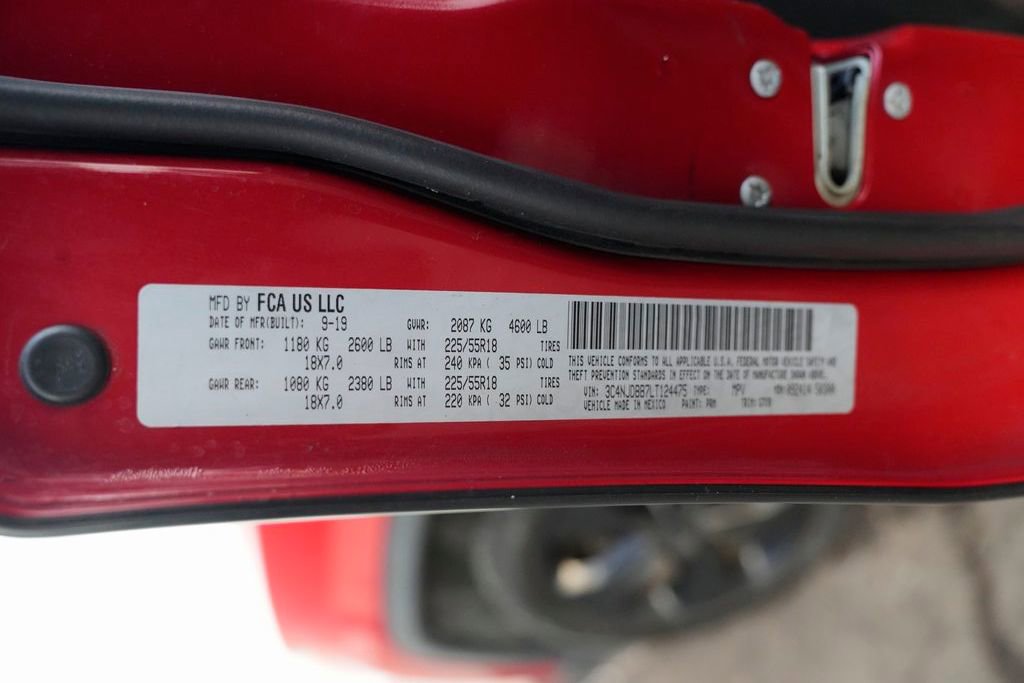 MFD BY FCA US LLC
DATE OF MFR(BUILT): 9-19 GVWR: 2087 KG 4600 LB
GAWR FRONT: 1180 KG 2600 LB WITH 225/55R18 TIRES
18X7.0 RIMS AT 240 KPA ( 35 PSI) COLD
GAWR REAR: 1080 KG 2380 LB WITH 225/55R18 TIRES
18X7.0 RIMS AT 220 KPA ( 32 PSI) COLD
THIS VEHICLE CONFORMS TO ALL APPLICABLE U.S.A. FEDERAL MOTOR VEHICLE SAFETY AND
THEFT PREVENTION STANDARDS IN EFFECT ON THE DATE OF MANUFACTURE SHOWN ABOVE.
VIN: 3C4NJDBB7LT124475 TYPE: MPV MDH:
VEHICLE MADE IN MEXICO PAINT: PRM TRIM: